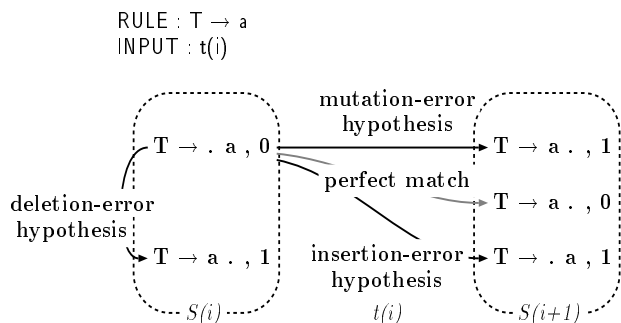 RULE : T → a
INPUT : t(i)
mutation-error
hypothesis
T → . a , 0
T → a . , 1
perfect match
T → a . , 0
deletion-error
hypothesis
T → a . , 1
insertion-error
hypothesis
T → . a , 1
S(i)
t(i)
S(i+1)